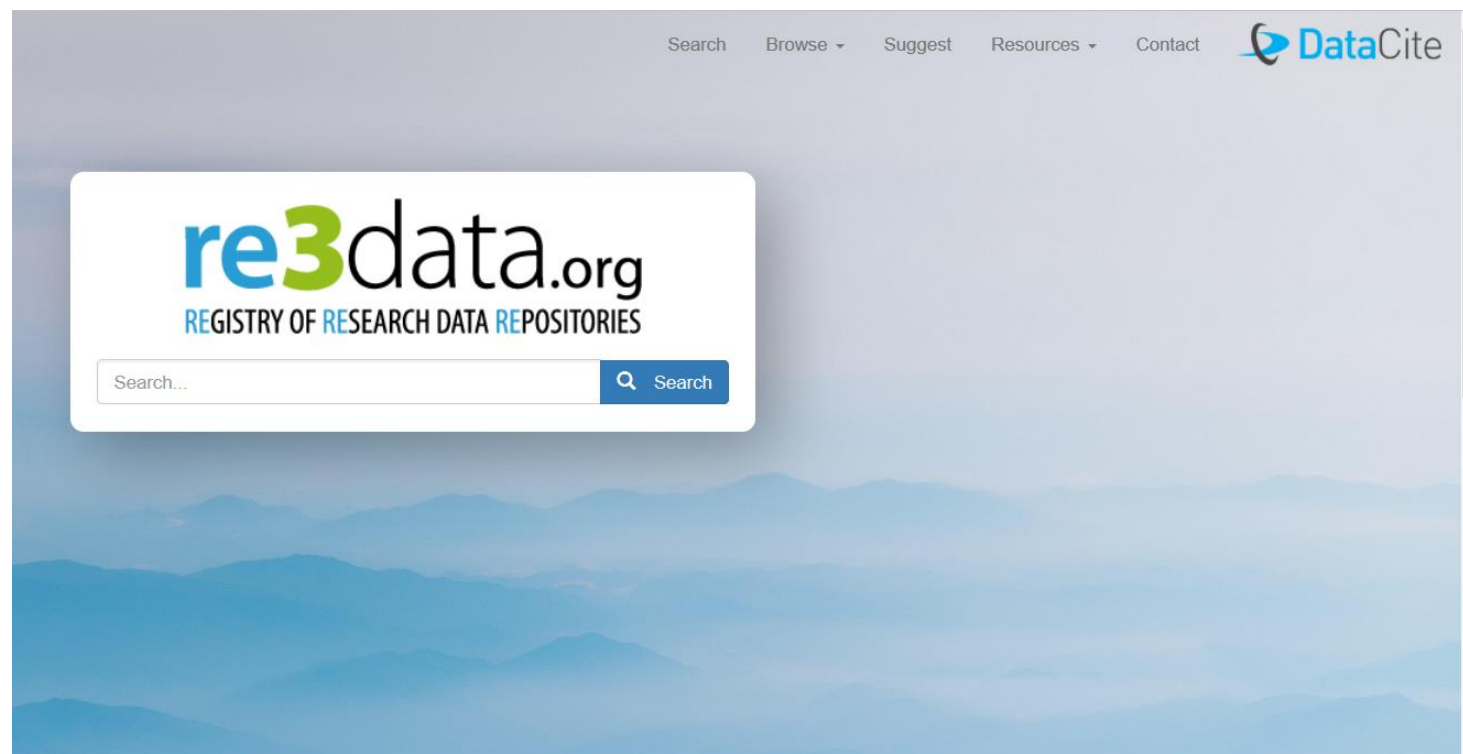 Search Browse Suggest Resources Contact DataCite
re3data.org
REGISTRY OF RESEARCH DATA REPOSITORIES
Search... Search